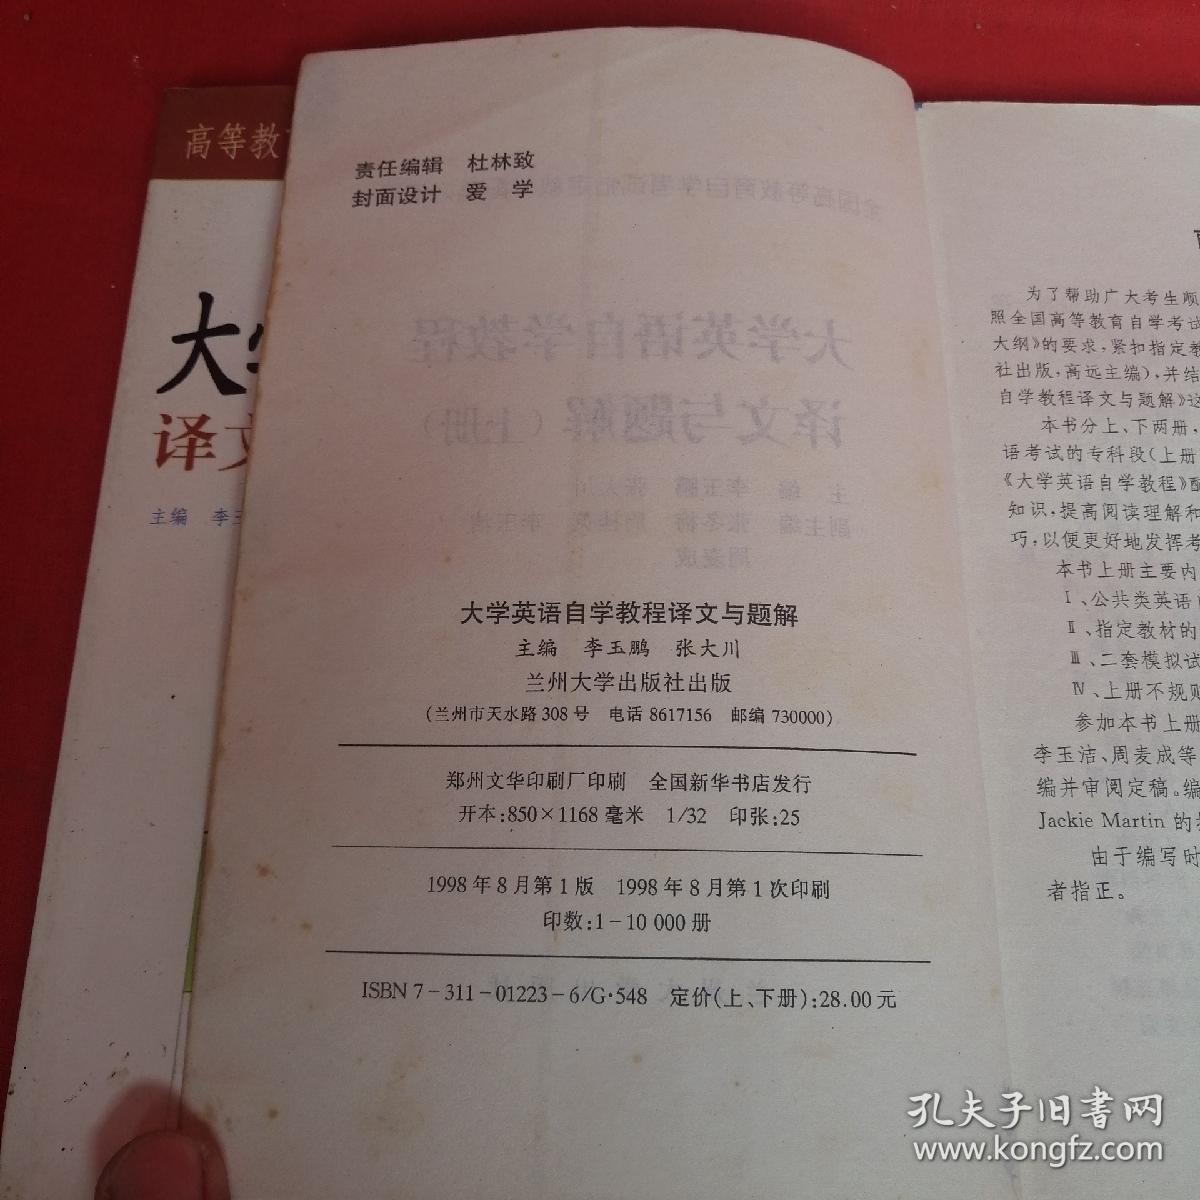 高等教
大学
译文
主编 李玉
责任编辑 杜林致
封面设计 爱学
大学英语自学教程译文与题解
主编 李玉鹏 张大川
兰州大学出版社出版
(兰州市天水路308号 电话8617156 邮编730000)
郑州文华印刷厂印刷 全国新华书店发行
开本:850×1168毫米 1/32 印张:25
1998年8月第1版 1998年8月第1次印刷
印数:1-10 000册
ISBN 7-311-01223-6/G·548 定价(上、下册):28.00元
为了帮助广大考生顺
照全国高等教育自学考试
大纲》的要求,紧扣指定教
社出版,高远主编),并结
自学教程译文与题解》这
本书分上、下两册,
语考试的专科段(上册
《大学英语自学教程》配
知识,提高阅读理解和
巧,以便更好地发挥考
本书上册主要内
Ⅰ、公共类英语
Ⅱ、指定教材的
Ⅲ、二套模拟试
Ⅳ、上册不规则
参加本书上册
李玉洁、周麦成等
编并审阅定稿。编
Jackie Martin 的
由于编写时
者指正。
孔夫子旧书网
www.kongfz.com